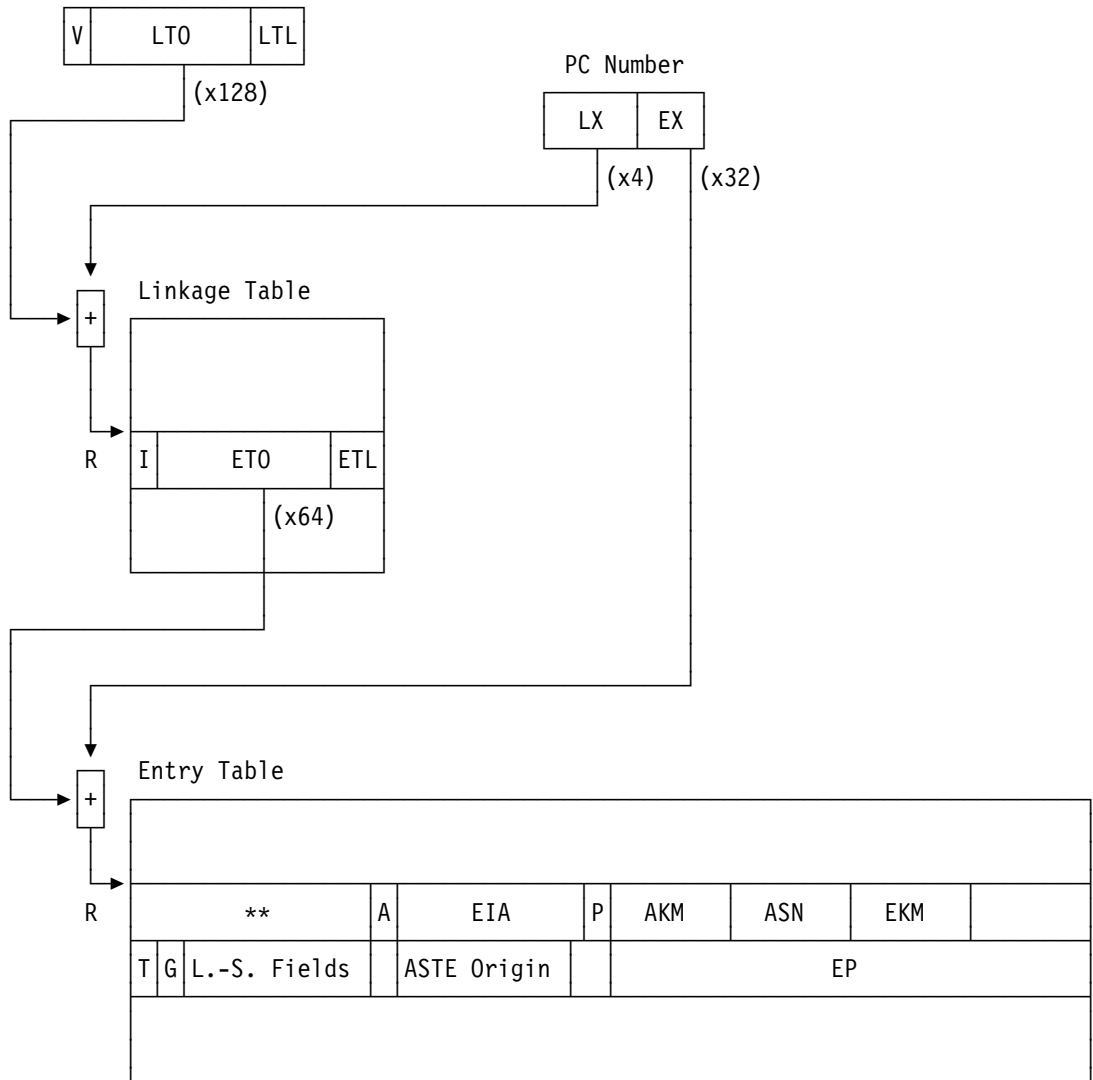 V LTO LTL
(x128)
PC Number
LX EX
(x4) (x32)
Linkage Table
+
R I ETO ETL
(x64)
Entry Table
+
R ** A EIA P AKM ASN EKM
T G L.-S. Fields ASTE Origin EP